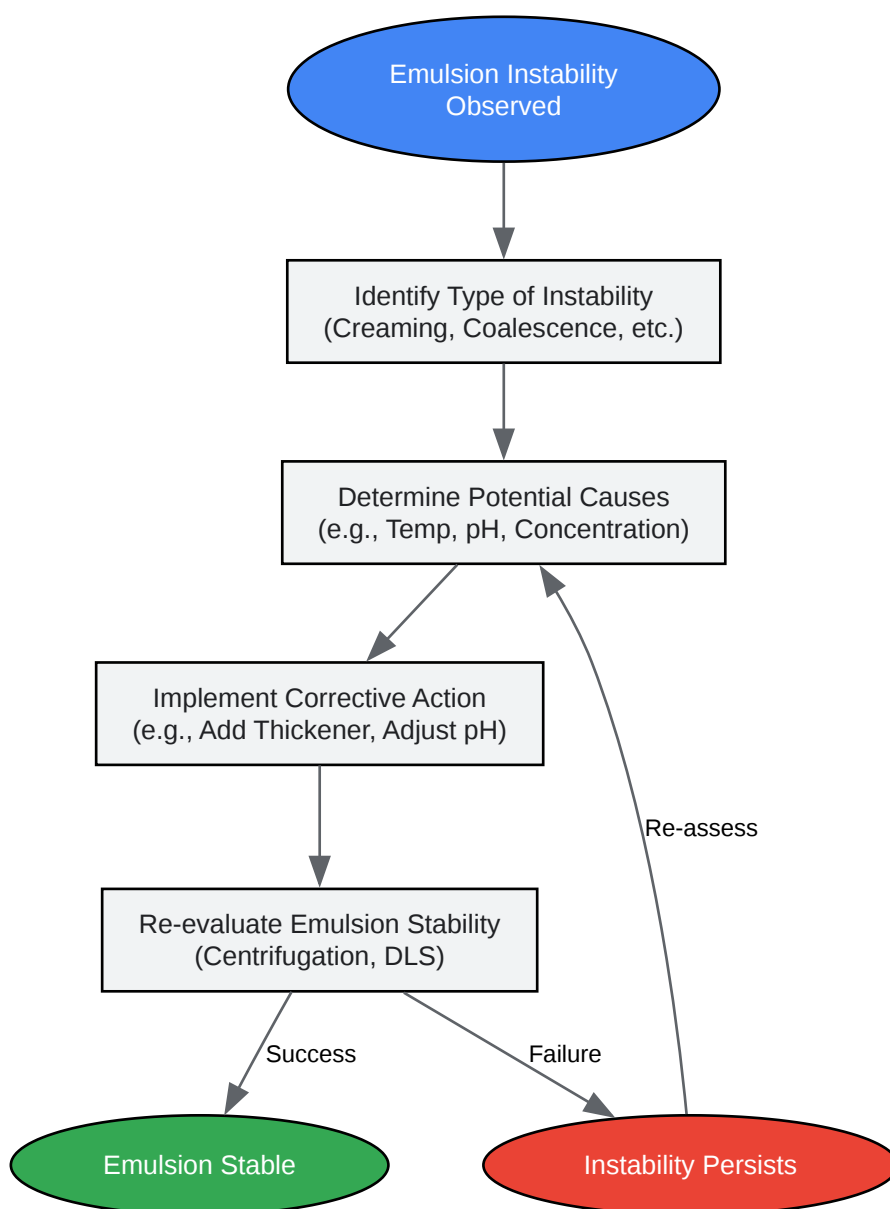 Emulsion Instability
Observed
Identify Type of Instability
(Creaming, Coalescence, etc.)
Determine Potential Causes
(e.g., Temp, pH, Concentration)
Implement Corrective Action
(e.g., Add Thickener, Adjust pH)
Re-assess
Re-evaluate Emulsion Stability
(Centrifugation, DLS)
Success
Failure
Emulsion Stable
Instability Persists